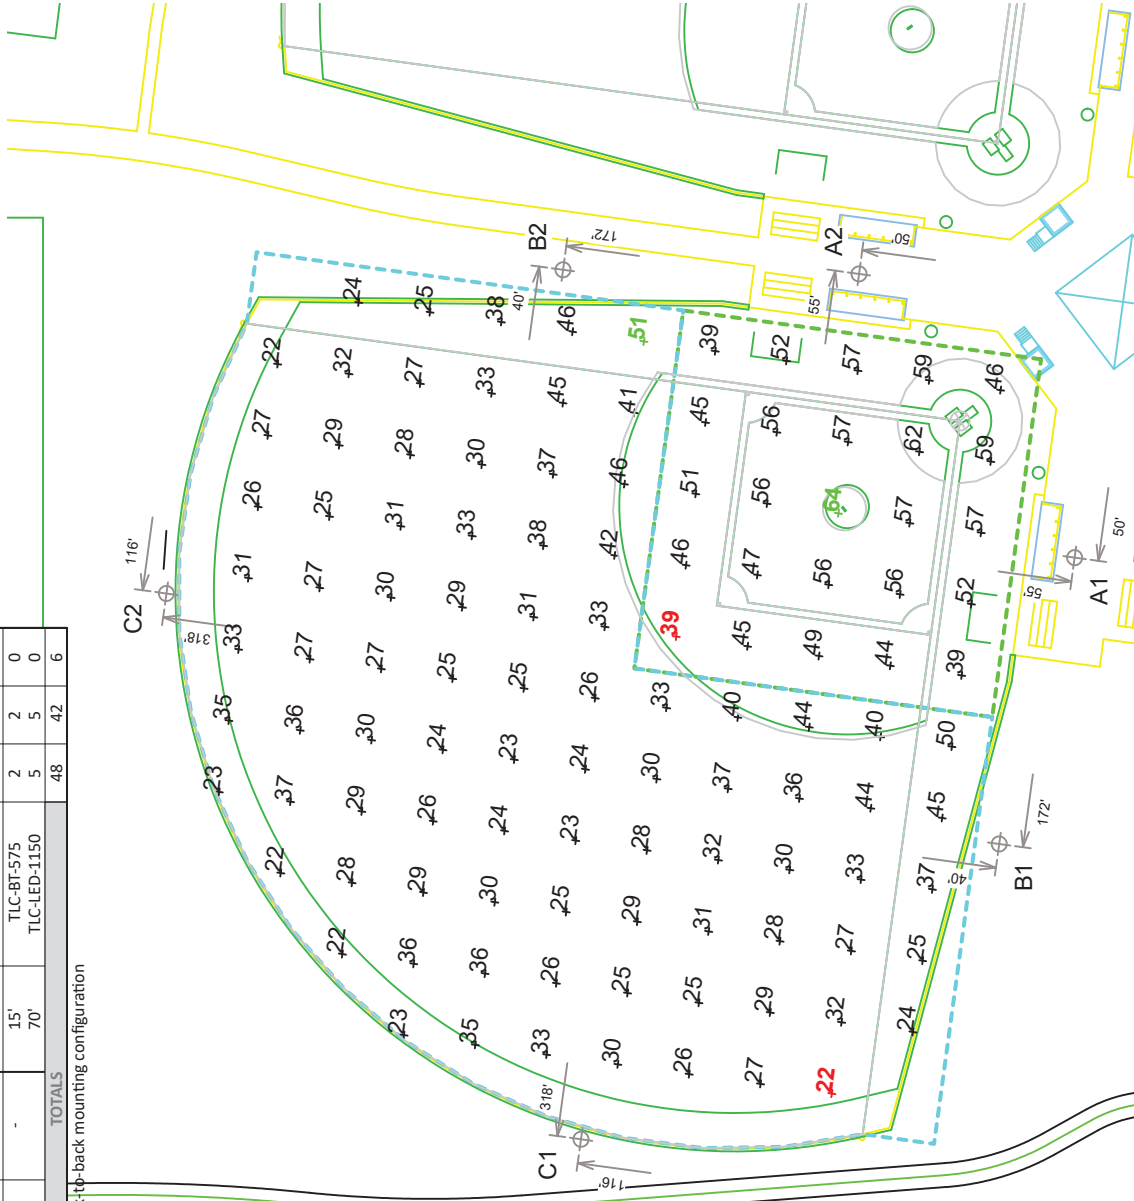 - 15' TLC-BT-575 2 2 0
70' TLC-LED-1150 5 5 0
TOTALS 48 42 6
-to-back mounting configuration
C2
116'
318'
23 35 33 31 26 27 22
22 37 36 27 27 25 29 32 24
22 28 29 30 27 30 31 28 27 25
23 36 29 26 24 25 29 33 30 33 38
35 36 30 24 23 25 31 38 37 45 46
33 26 25 23 24 26 33 42 46 41 51
30 25 29 28 30 33 39 46 51 45 39
26 25 31 32 37 40 45 47 56 56 52
27 29 28 30 36 44 49 56 64 57 57
22 32 27 33 44 40 44 56 57 62 59
24 25 37 45 50 39 52 57 59 46
B2
172'
40'
A2
50'
55'
C1
318'
116'
B1
40'
172'
A1
55'
50'